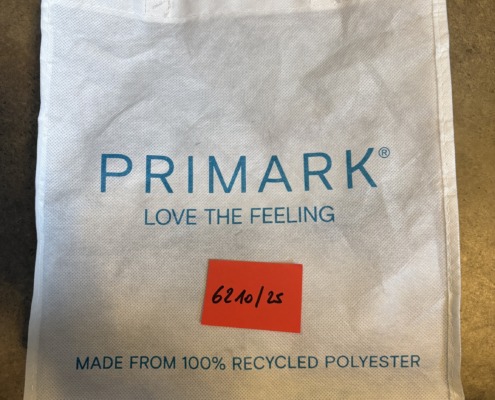 PRIMARK®
LOVE THE FEELING
6210/25
MADE FROM 100% RECYCLED POLYESTER